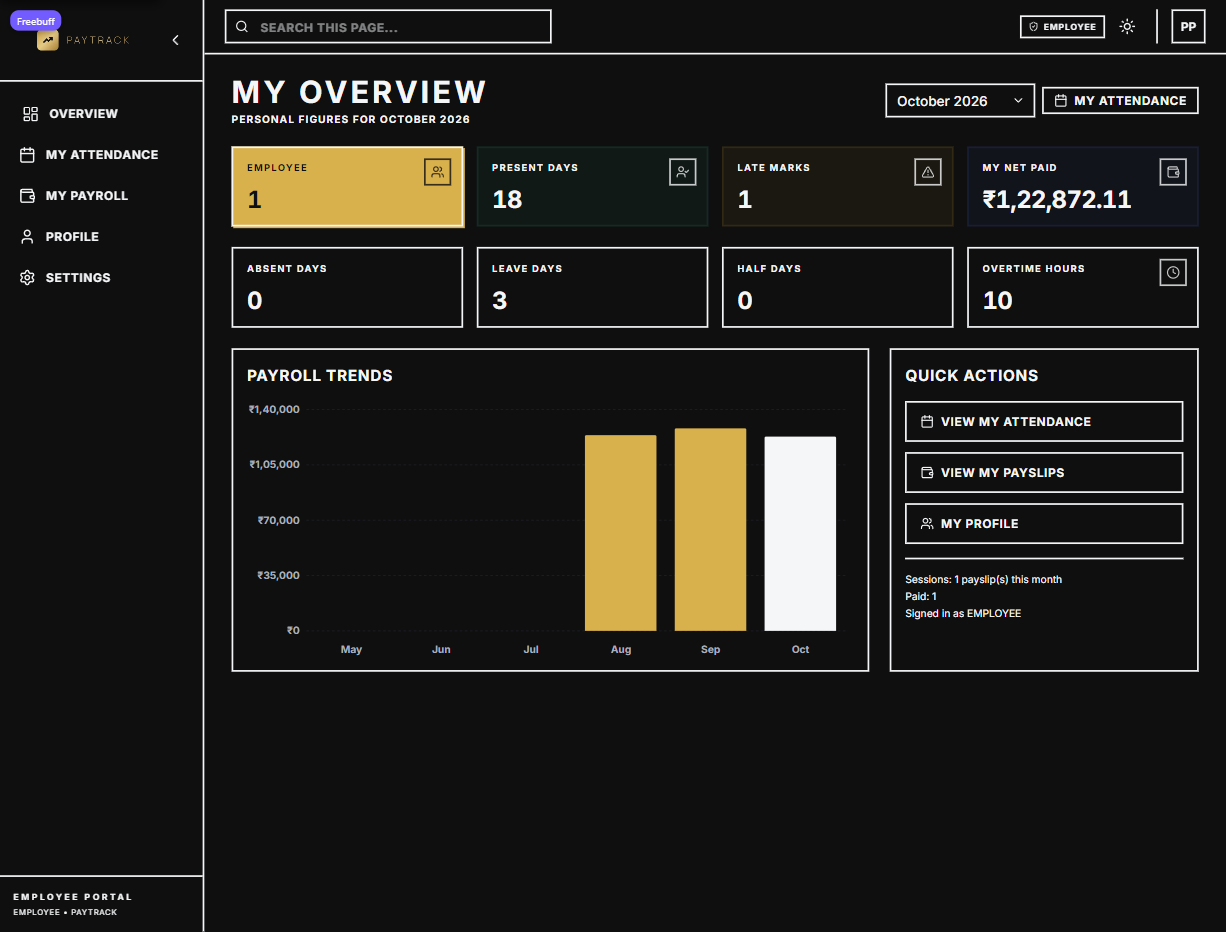 Freebuff
PAYTRACK
OVERVIEW
MY ATTENDANCE
MY PAYROLL
PROFILE
SETTINGS
EMPLOYEE PORTAL
EMPLOYEE • PAYTRACK
SEARCH THIS PAGE...
EMPLOYEE
PP
MY OVERVIEW
PERSONAL FIGURES FOR OCTOBER 2026
October 2026
MY ATTENDANCE
EMPLOYEE
1
PRESENT DAYS
18
LATE MARKS
1
MY NET PAID
₹1,22,872.11
ABSENT DAYS
0
LEAVE DAYS
3
HALF DAYS
0
OVERTIME HOURS
10
PAYROLL TRENDS
₹1,40,000
₹1,05,000
₹70,000
₹35,000
₹0
May Jun Jul Aug Sep Oct
QUICK ACTIONS
VIEW MY ATTENDANCE
VIEW MY PAYSLIPS
MY PROFILE
Sessions: 1 payslip(s) this month
Paid: 1
Signed in as EMPLOYEE